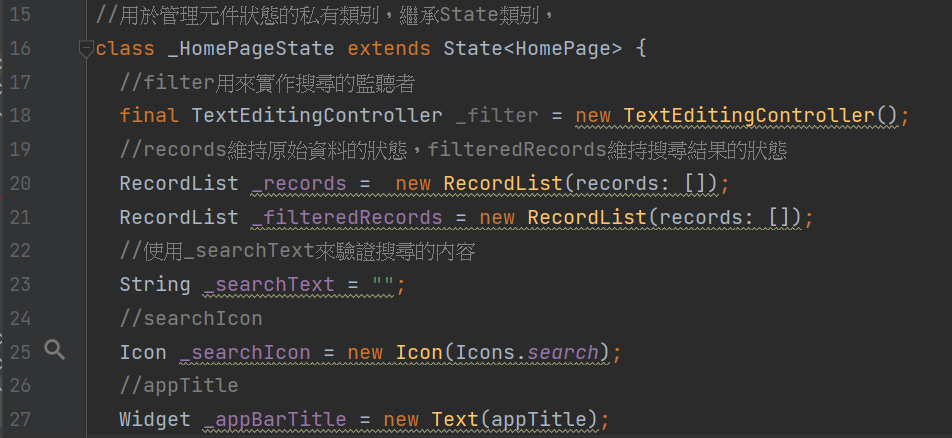 15 //用於管理元件狀態的私有類別，繼承State類別，
16 class _HomePageState extends State<HomePage> {
17 //filter用來實作搜尋的監聽者
18 final TextEditingController _filter = new TextEditingController();
19 //records維持原始資料的狀態，filteredRecords維持搜尋結果的狀態
20 RecordList _records =  new RecordList(records: []);
21 RecordList _filteredRecords = new RecordList(records: []);
22 //使用_searchText來驗證搜尋的內容
23 String _searchText = "";
24 //searchIcon
25 Icon _searchIcon = new Icon(Icons.search);
26 //appTitle
27 Widget _appBarTitle = new Text(appTitle);